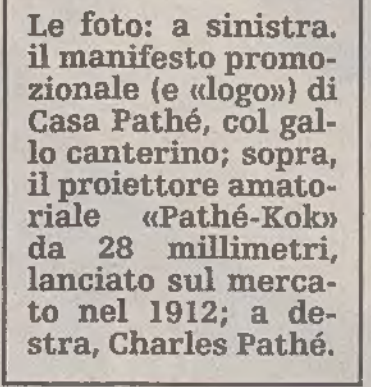 Le foto: a sinistra.
il manifesto promo-
zionale (e «logo») di
Casa Pathé, col gal-
lo canterino; sopra,
il proiettore amato-
riale «Pathé-Kok»
da 28 millimetri,
lanciato sul merca-
to nel 1912; a de-
stra, Charles Pathé.